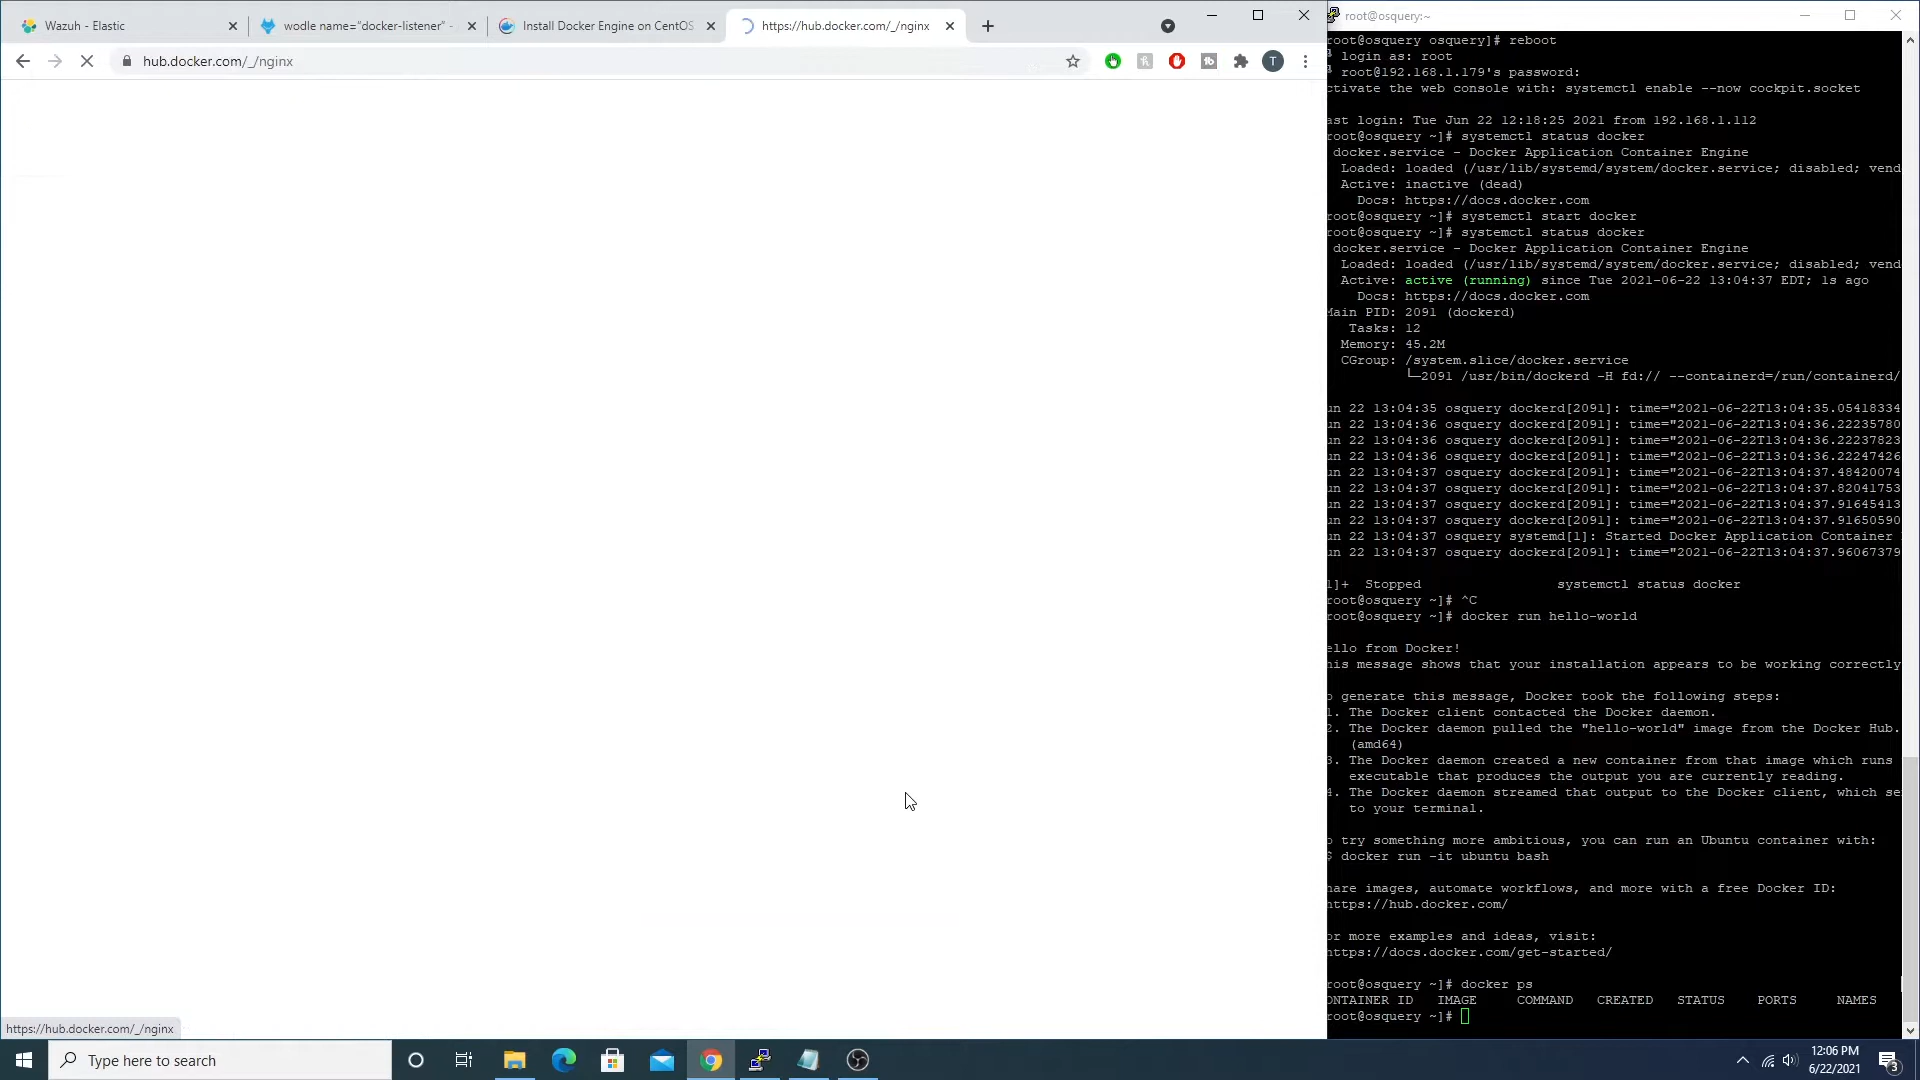 Wazuh - Elastic
wodle name="docker-listener" -
Install Docker Engine on CentOS
https://hub.docker.com/_/nginx
hub.docker.com/_/nginx
T
https://hub.docker.com/_/nginx
root@osquery:~
root@osquery osquery]# reboot
login as: root
root@192.168.1.179's password:
ctivate the web console with: systemctl enable --now cockpit.socket
ast login: Tue Jun 22 12:18:25 2021 from 192.168.1.112
root@osquery ~]# systemctl status docker
docker.service - Docker Application Container Engine
Loaded: loaded (/usr/lib/systemd/system/docker.service; disabled; vend
Active: inactive (dead)
Docs: https://docs.docker.com
root@osquery ~]# systemctl start docker
root@osquery ~]# systemctl status docker
docker.service - Docker Application Container Engine
Loaded: loaded (/usr/lib/systemd/system/docker.service; disabled; vend
Active: active (running) since Tue 2021-06-22 13:04:37 EDT; 1s ago
Docs: https://docs.docker.com
Main PID: 2091 (dockerd)
Tasks: 12
Memory: 45.2M
CGroup: /system.slice/docker.service
└─2091 /usr/bin/dockerd -H fd:// --containerd=/run/containerd/
un 22 13:04:35 osquery dockerd[2091]: time="2021-06-22T13:04:35.05418334
un 22 13:04:36 osquery dockerd[2091]: time="2021-06-22T13:04:36.22235780
un 22 13:04:36 osquery dockerd[2091]: time="2021-06-22T13:04:36.22237823
un 22 13:04:36 osquery dockerd[2091]: time="2021-06-22T13:04:36.22247426
un 22 13:04:37 osquery dockerd[2091]: time="2021-06-22T13:04:37.48420074
un 22 13:04:37 osquery dockerd[2091]: time="2021-06-22T13:04:37.82041753
un 22 13:04:37 osquery dockerd[2091]: time="2021-06-22T13:04:37.91645413
un 22 13:04:37 osquery dockerd[2091]: time="2021-06-22T13:04:37.91650590
un 22 13:04:37 osquery systemd[1]: Started Docker Application Container
un 22 13:04:37 osquery dockerd[2091]: time="2021-06-22T13:04:37.96067379
1]+ Stopped systemctl status docker
root@osquery ~]# ^C
root@osquery ~]# docker run hello-world
ello from Docker!
his message shows that your installation appears to be working correctly
o generate this message, Docker took the following steps:
1. The Docker client contacted the Docker daemon.
2. The Docker daemon pulled the "hello-world" image from the Docker Hub.
(amd64)
3. The Docker daemon created a new container from that image which runs
executable that produces the output you are currently reading.
4. The Docker daemon streamed that output to the Docker client, which se
to your terminal.
o try something more ambitious, you can run an Ubuntu container with:
$ docker run -it ubuntu bash
hare images, automate workflows, and more with a free Docker ID:
https://hub.docker.com/
or more examples and ideas, visit:
https://docs.docker.com/get-started/
root@osquery ~]# docker ps
ONTAINER ID IMAGE COMMAND CREATED STATUS PORTS NAMES
root@osquery ~]#
Type here to search
12:06 PM
6/22/2021
3